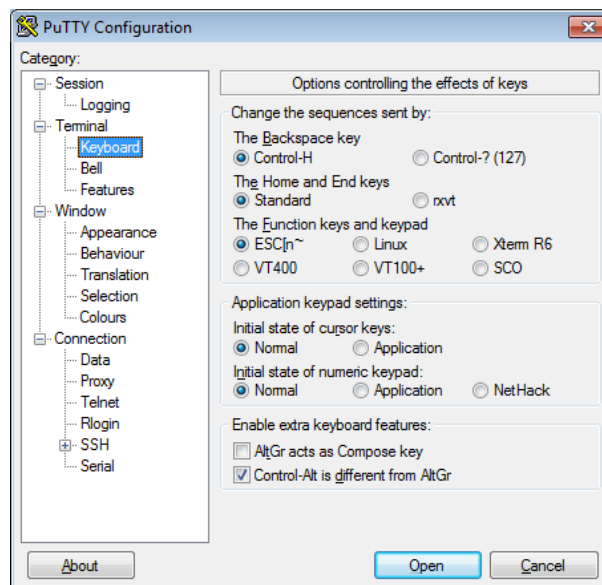 PuTTY Configuration
Category:
Session
Logging
Terminal
Keyboard
Bell
Features
Window
Appearance
Behaviour
Translation
Selection
Colours
Connection
Data
Proxy
Telnet
Rlogin
SSH
Serial
Options controlling the effects of keys
Change the sequences sent by:
The Backspace key
Control-H Control-? (127)
The Home and End keys
Standard rxvt
The Function keys and keypad
ESC[n~ Linux Xterm R6
VT400 VT100+ SCO
Application keypad settings:
Initial state of cursor keys:
Normal Application
Initial state of numeric keypad:
Normal Application NetHack
Enable extra keyboard features:
AltGr acts as Compose key
Control-Alt is different from AltGr
About Open Cancel